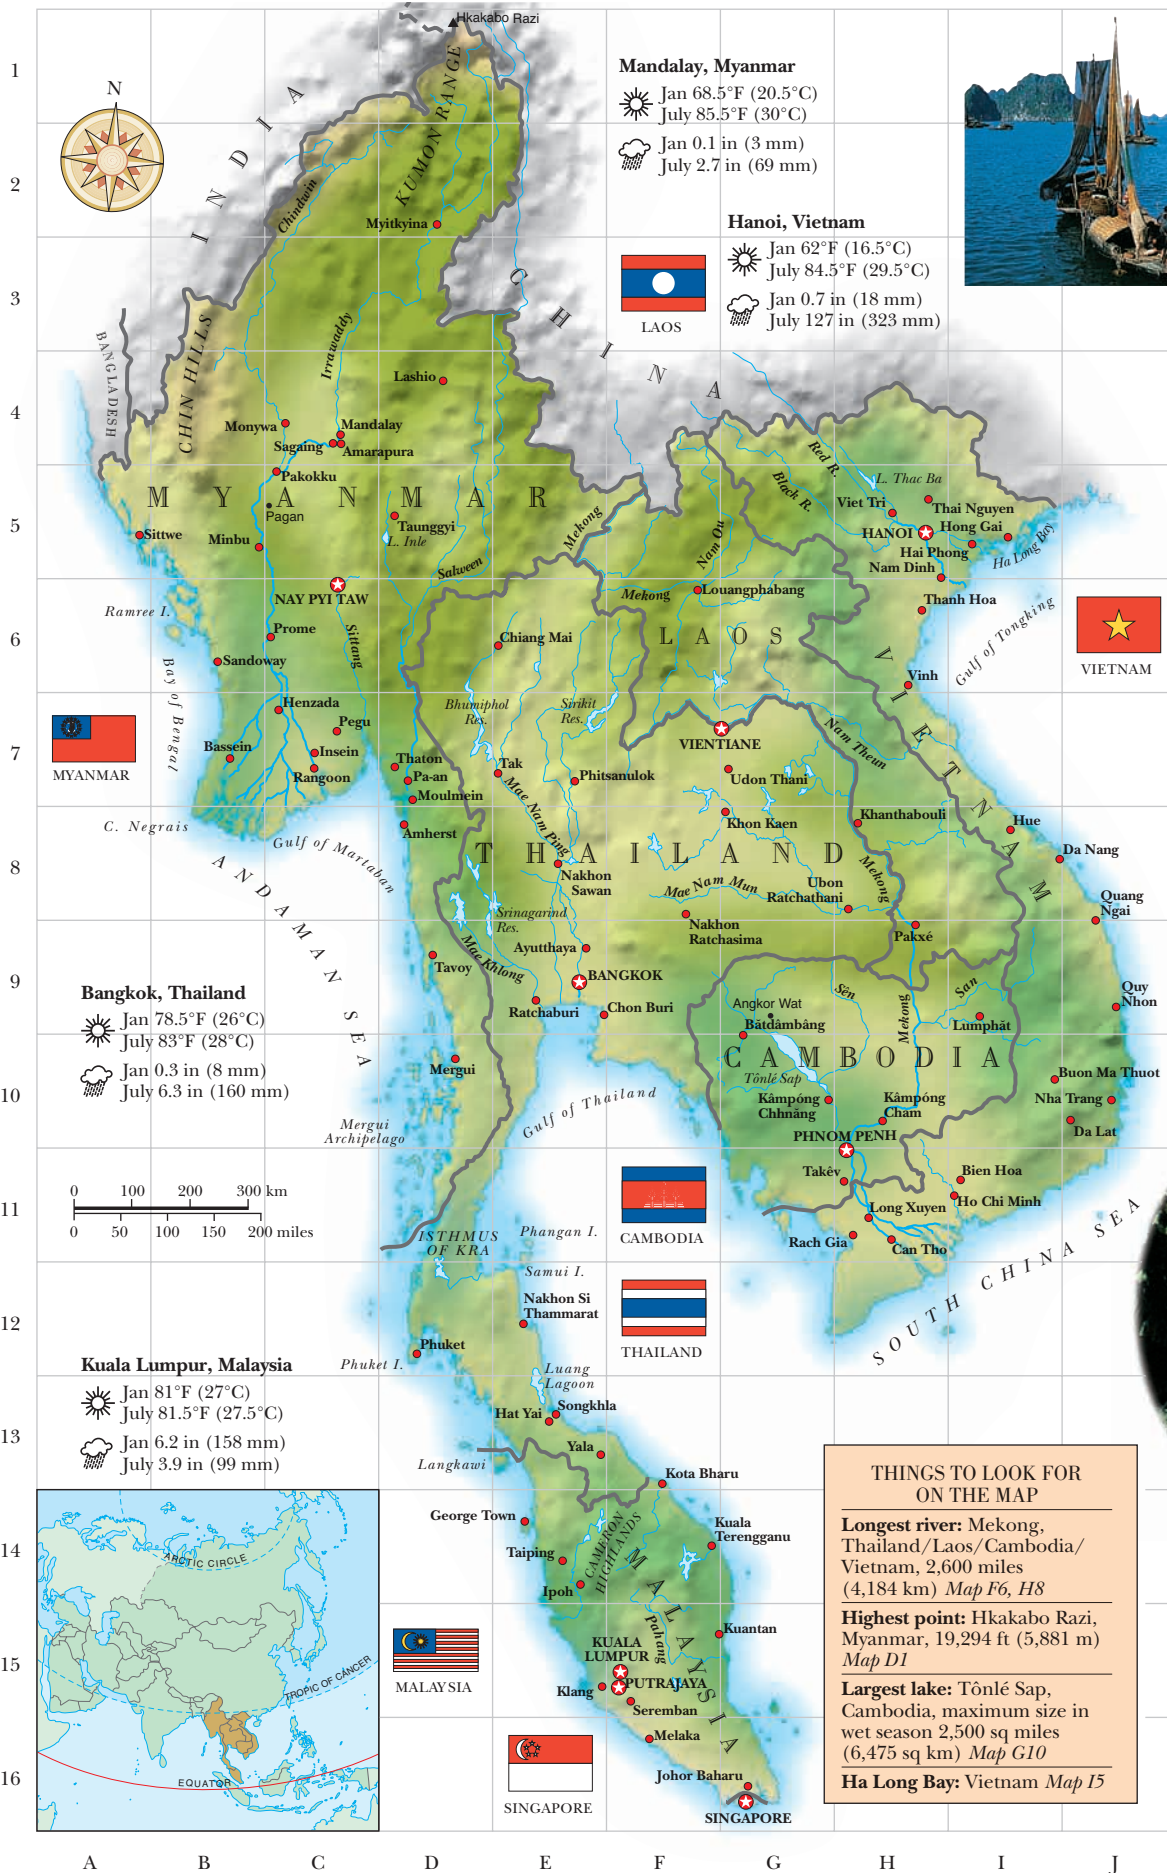 Hkakabo Razi
1
Mandalay, Myanmar
Jan 68.5°F (20.5°C)
July 85.5°F (30°C)
Jan 0.1 in (3 mm)
July 2.7 in (69 mm)
N
INDIA
KUMON RANGE
2
Chindwin
Myitkyina
Hanoi, Vietnam
Jan 62°F (16.5°C)
July 84.5°F (29.5°C)
Jan 0.7 in (18 mm)
July 127 in (323 mm)
LAOS
CHINA
3
BANGLADESH
CHIN HILLS
Irrawaddy
Lashio
4
Monywa
Mandalay
Sagaing
Amarapura
Pakokku
Red R.
L. Thac Ba
Black R.
MYANMAR
Pagan
Viet Tri
Thai Nguyen
5
Sittwe
Minbu
Taunggyi
L. Inle
Mekong
Nam Ou
HANOI
Hong Gai
Hai Phong
Ha Long Bay
Nam Dinh
Salween
NAY PYI TAW
Mekong
Louangphabang
Thanh Hoa
Ramree I.
6
Prome
Sittang
Chiang Mai
LAOS
Gulf of Tongking
VIETNAM
Sandoway
Vinh
VIETNAM
Bay of Bengal
Henzada
Bhumiphol
Res.
Sirikit
Res.
Pegu
MYANMAR
Bassein
Insein
Rangoon
7
Thaton
Pa-an
Moulmein
Tak
Phitsanulok
VIENTIANE
Udon Thani
Nam Theun
Mae Nam Ping
C. Negrais
Gulf of Martaban
Amherst
Khon Kaen
Khanthabouli
Hue
8
ANDAMAN SEA
THAILAND
Da Nang
Nakhon
Sawan
Mae Nam Mun
Ubon
Ratchathani
Mekong
Quang
Ngai
Srinagarind
Res.
Nakhon
Ratchasima
Pakxé
Mae Khlong
Ayutthaya
Tavoy
9
BANGKOK
Ratchaburi
Chon Buri
Angkor Wat
Sên
Mekong
San
Quy
Nhon
Bangkok, Thailand
Jan 78.5°F (26°C)
July 83°F (28°C)
Jan 0.3 in (8 mm)
July 6.3 in (160 mm)
Bătdâmbâng
Lumphăt
CAMBODIA
Mergui
10
Tônlé Sap
Buon Ma Thuot
Kâmpóng
Chhnăng
Kâmpóng
Cham
Nha Trang
Da Lat
Gulf of Thailand
Mergui
Archipelago
PHNOM PENH
Takêv
Bien Hoa
Ho Chi Minh
0 100 200 300 km
0 50 100 150 200 miles
11
Long Xuyen
Rach Gia
Can Tho
ISTHMUS
OF KRA
Phangan I.
CAMBODIA
SOUTH CHINA SEA
Samui I.
Nakhon Si
Thammarat
12
THAILAND
Phuket
Phuket I.
Kuala Lumpur, Malaysia
Jan 81°F (27°C)
July 81.5°F (27.5°C)
Jan 6.2 in (158 mm)
July 3.9 in (99 mm)
Luang
Lagoon
Songkhla
Hat Yai
13
Yala
Langkawi
Kota Bharu
George Town
Kuala
Terengganu
14
Taiping
CAMERON
HIGHLANDS
Ipoh
MALAYSIA
Pahang
Kuantan
15
KUALA
LUMPUR
PUTRAJAYA
Klang
Seremban
MALAYSIA
Melaka
16
Johor Baharu
SINGAPORE
SINGAPORE
ARCTIC CIRCLE
TROPIC OF CANCER
EQUATOR
THINGS TO LOOK FOR
ON THE MAP
Longest river: Mekong,
Thailand/Laos/Cambodia/
Vietnam, 2,600 miles
(4,184 km) Map F6, H8
Highest point: Hkakabo Razi,
Myanmar, 19,294 ft (5,881 m)
Map D1
Largest lake: Tônlé Sap,
Cambodia, maximum size in
wet season 2,500 sq miles
(6,475 sq km) Map G10
Ha Long Bay: Vietnam Map I5
A B C D E F G H I J